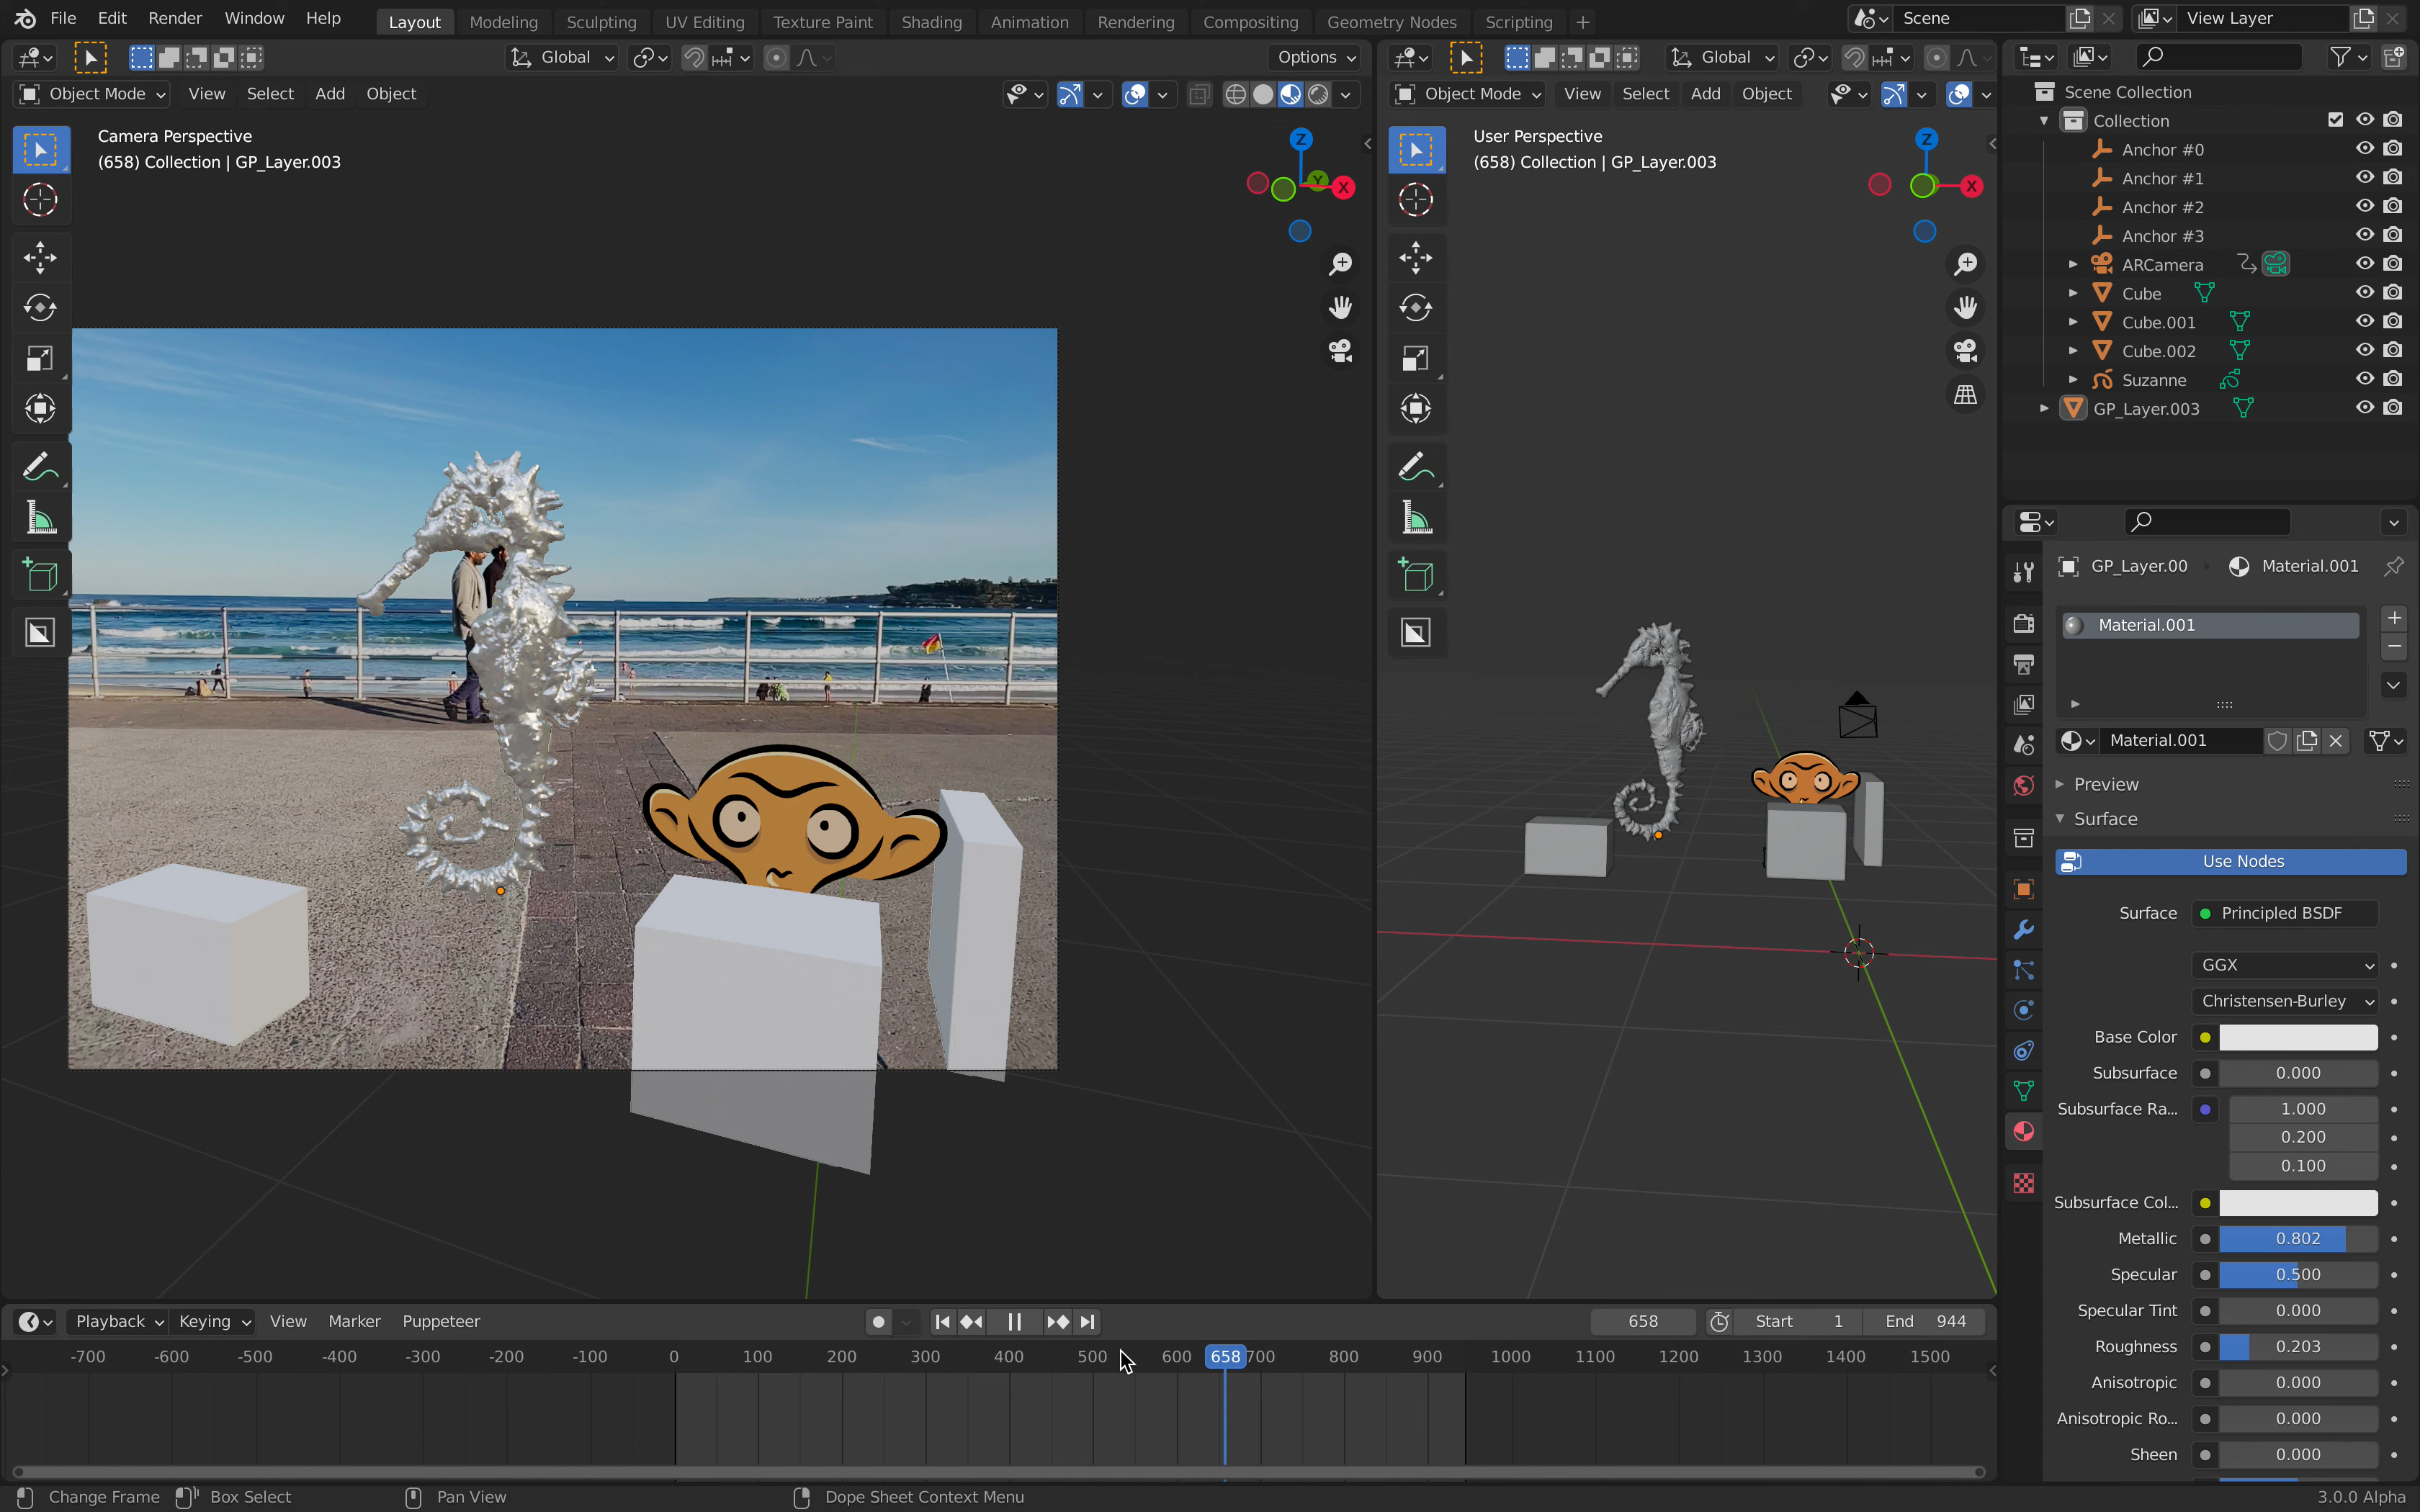 File Edit Render Window Help Layout Modeling Sculpting UV Editing Texture Paint Shading Animation Rendering Compositing Geometry Nodes Scripting Scene View Layer
Global Options Global
Object Mode View Select Add Object Object Mode View Select Add Object
Camera Perspective
(658) Collection | GP_Layer.003
User Perspective
(658) Collection | GP_Layer.003
Z
Y
X
Z
X
Scene Collection
Collection
Anchor #0
Anchor #1
Anchor #2
Anchor #3
ARCamera
Cube
Cube.001
Cube.002
Suzanne
GP_Layer.003
GP_Layer.00 Material.001
Material.001
Material.001
Preview
Surface
Use Nodes
Surface Principled BSDF
GGX
Christensen-Burley
Base Color
Subsurface 0.000
Subsurface Ra... 1.000
0.200
0.100
Subsurface Col...
Metallic 0.802
Specular 0.500
Specular Tint 0.000
Roughness 0.203
Anisotropic 0.000
Anisotropic Ro... 0.000
Sheen 0.000
Playback Keying View Marker Puppeteer 658 Start 1 End 944
-700 -600 -500 -400 -300 -200 -100 0 100 200 300 400 500 600 658 700 800 900 1000 1100 1200 1300 1400 1500
Change Frame Box Select Pan View Dope Sheet Context Menu 3.0.0 Alpha